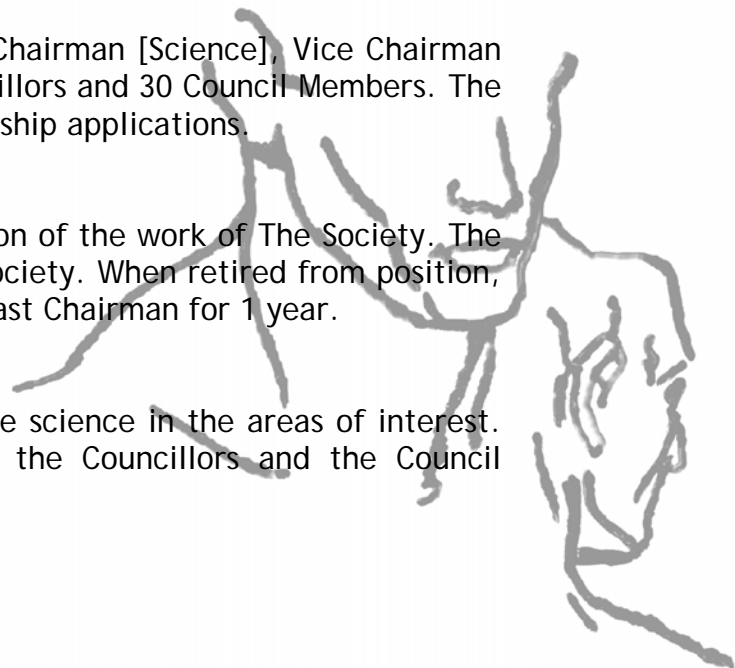 Chairman [Science], Vice Chairman
illors and 30 Council Members. The
ship applications.
on of the work of The Society. The
ociety. When retired from position,
ast Chairman for 1 year.
e science in the areas of interest.
the Councillors and the Council